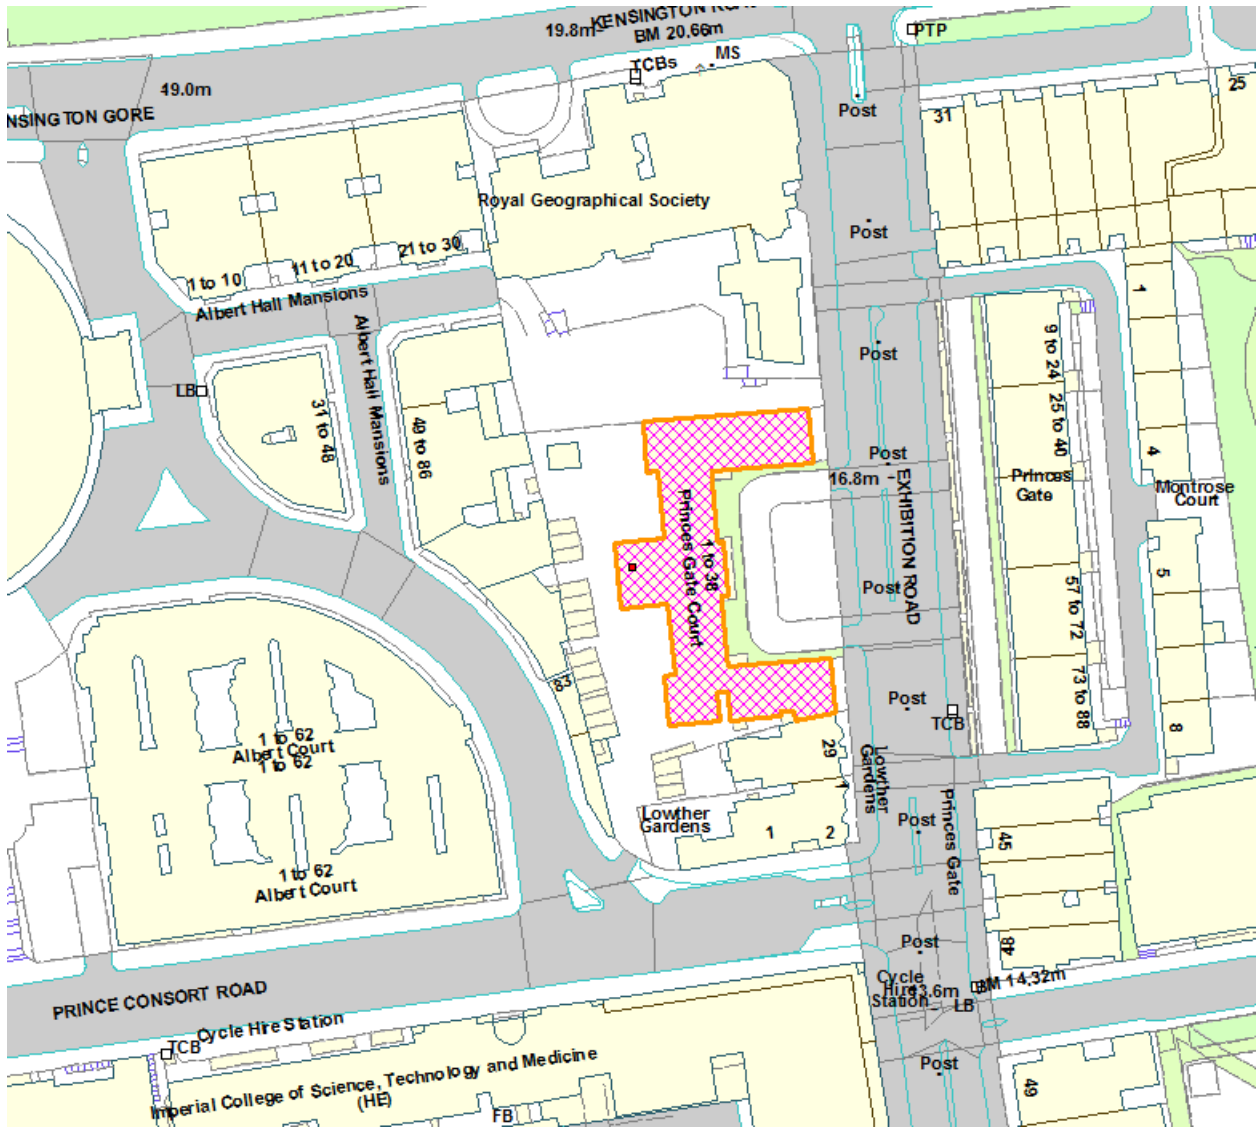 KENSINGTON ROA
19.8m
BM 20.66m
PTP
MS
TCBs
25
49.0m
NSINGTON GORE
Post
31
Royal Geographical Society
Post
21 to 30
11 to 20
1 to 10
Albert Hall Mansions
1
Albert Hall Mansions
Post
9 to 24
LB
31 to 48
49 to 86
25 to 40
4
Post
16.8m
EXHIBITION ROAD
Princes
Gate
Montrose
Court
Princes Gate Court
1 to 38
Post
5
57 to 72
83
73 to 88
Post
TCB
8
1 to 62
Albert Court
1 to 62
29
Lowther
Gardens
1
Princes Gate
Lowther
Gardens
1
2
Post
45
1 to 62
Albert Court
Post
48
Cycle
Hire
Station
13.6m
BM 14.32m
LB
PRINCE CONSORT ROAD
Cycle Hire Station
TCB
Imperial College of Science, Technology and Medicine
(HE)
FB
Post
49